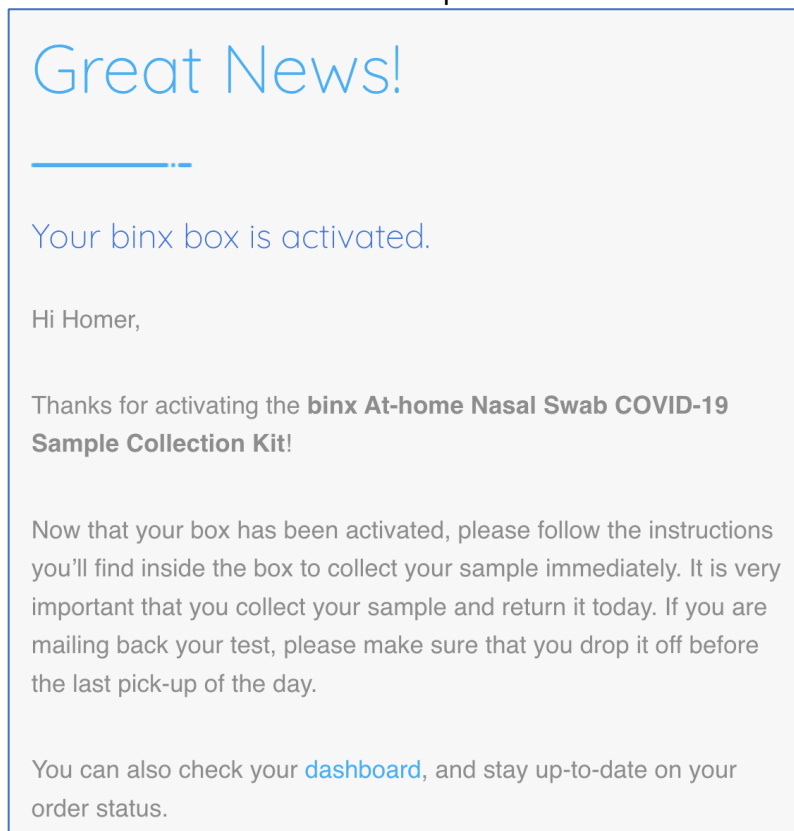 Great News!
Your binx box is activated.
Hi Homer,
Thanks for activating the binx At-home Nasal Swab COVID-19
Sample Collection Kit!
Now that your box has been activated, please follow the instructions
you’ll find inside the box to collect your sample immediately. It is very
important that you collect your sample and return it today. If you are
mailing back your test, please make sure that you drop it off before
the last pick-up of the day.
You can also check your dashboard, and stay up-to-date on your
order status.